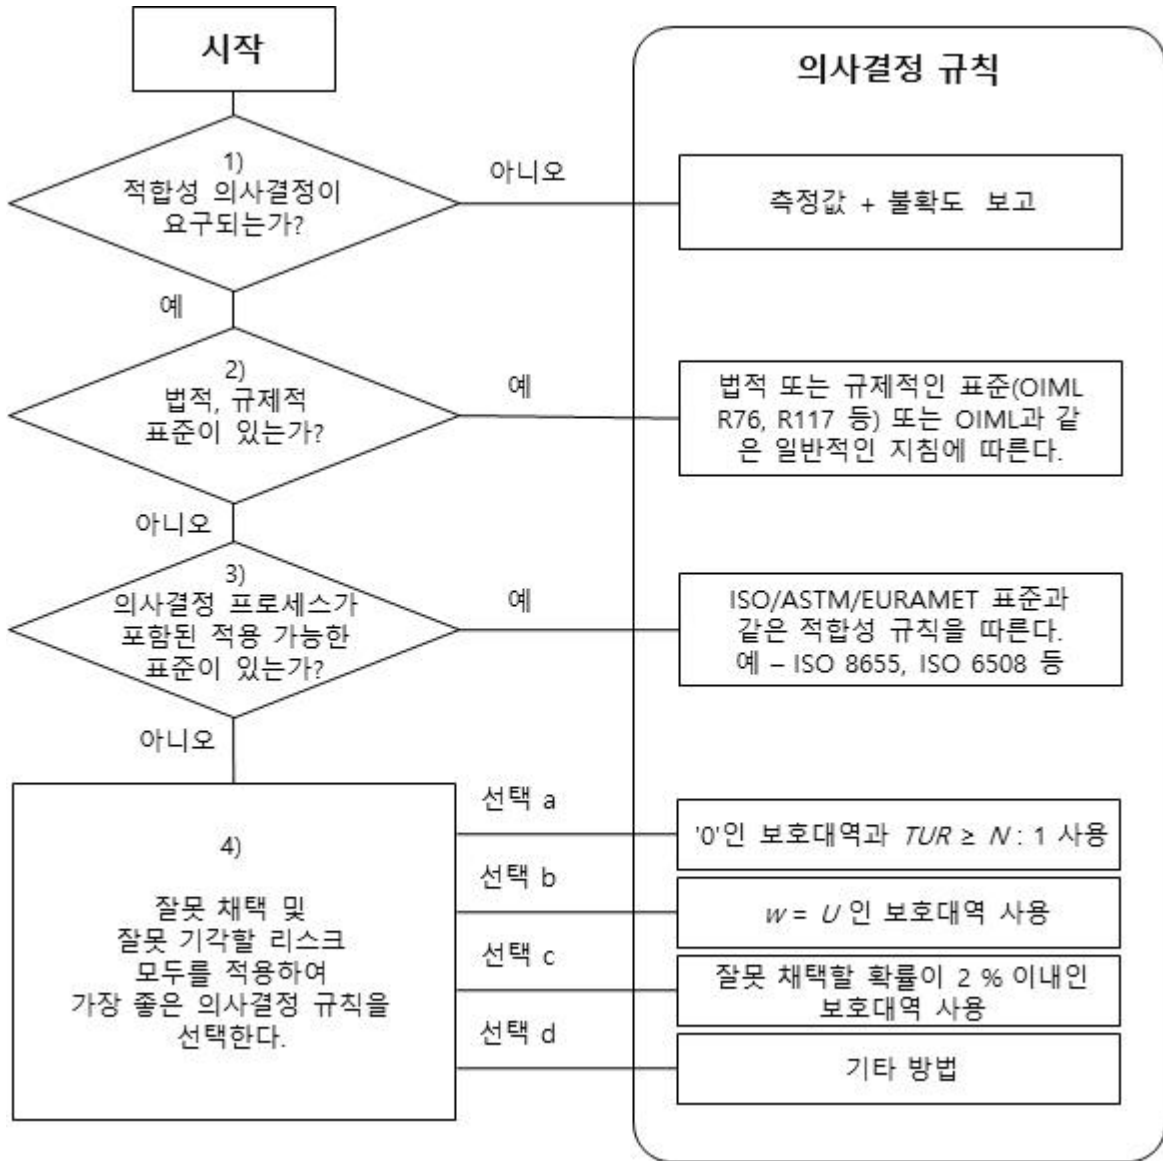 시작
의사결정 규칙
1)
적합성 의사결정이
요구되는가?
아니오
측정값 + 불확도 보고
예
2)
법적, 규제적
표준이 있는가?
예
법적 또는 규제적인 표준(OIML
R76, R117 등) 또는 OIML과 같
은 일반적인 지침에 따른다.
아니오
3)
의사결정 프로세스가
포함된 적용 가능한
표준이 있는가?
예
ISO/ASTM/EURAMET 표준과
같은 적합성 규칙을 따른다.
예 – ISO 8655, ISO 6508 등
아니오
4)
잘못 채택 및
잘못 기각할 리스크
모두를 적용하여
가장 좋은 의사결정 규칙을
선택한다.
선택 a
'0'인 보호대역과 TUR ≥ N : 1 사용
선택 b
w = U 인 보호대역 사용
선택 c
잘못 채택할 확률이 2 % 이내인
보호대역 사용
선택 d
기타 방법